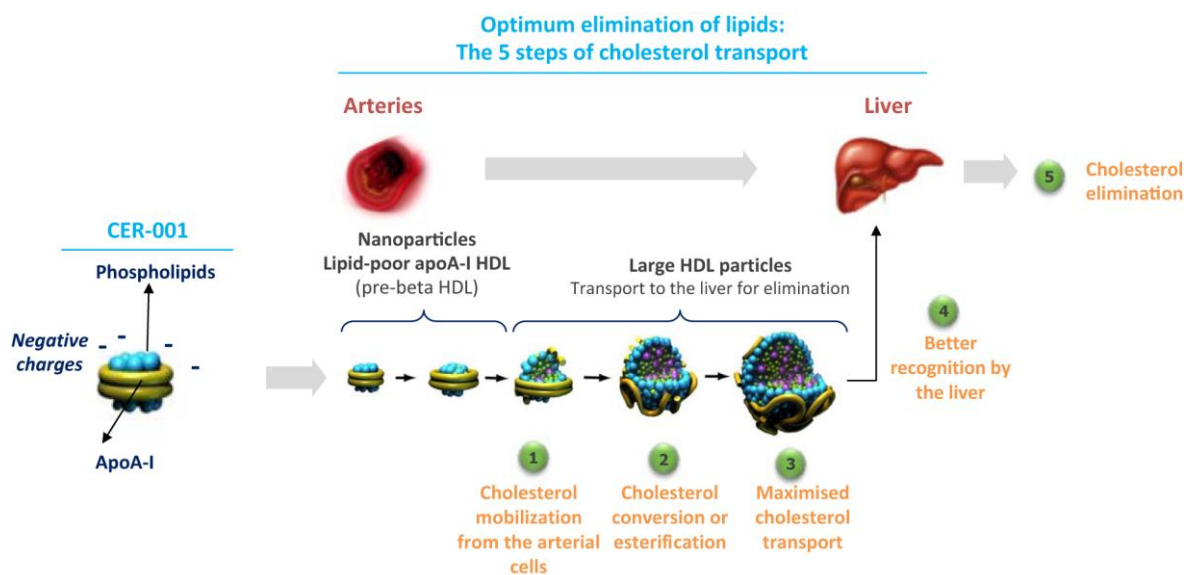 Optimum elimination of lipids:
The 5 steps of cholesterol transport
Arteries
Liver
5
Cholesterol
elimination
CER-001
Phospholipids
Negative
charges
- - - -
ApoA-I
Nanoparticles
Lipid-poor apoA-I HDL
(pre-beta HDL)
Large HDL particles
Transport to the liver for elimination
1
Cholesterol
mobilization
from the arterial
cells
2
Cholesterol
conversion or
esterification
3
Maximised
cholesterol
transport
4
Better
recognition by
the liver